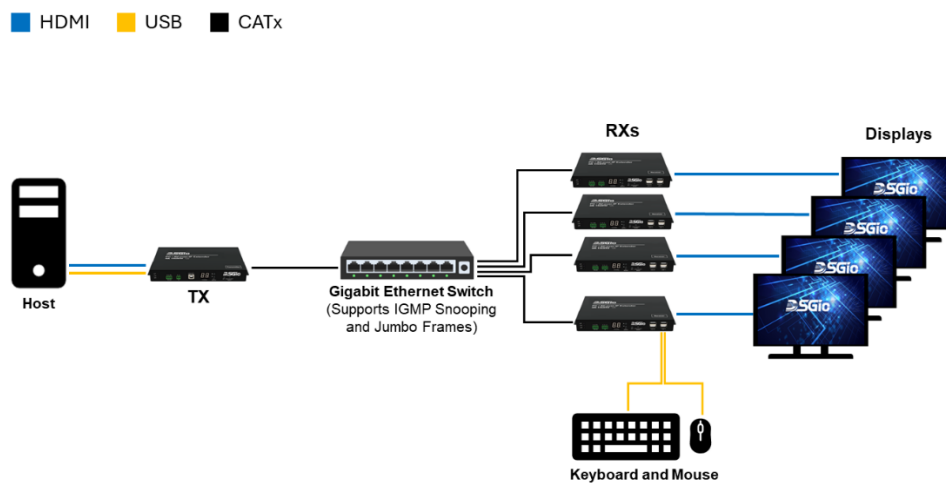 HDMI USB CATx
RXs
Displays
Host
TX
Gigabit Ethernet Switch
(Supports IGMP Snooping
and Jumbo Frames)
Keyboard and Mouse